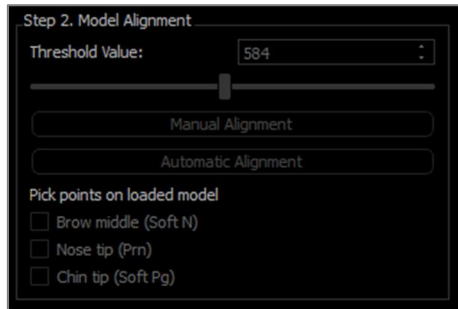 Step 2. Model Alignment
Threshold Value: 584
Manual Alignment
Automatic Alignment
Pick points on loaded model
Brow middle (Soft N)
Nose tip (Prn)
Chin tip (Soft Pg)